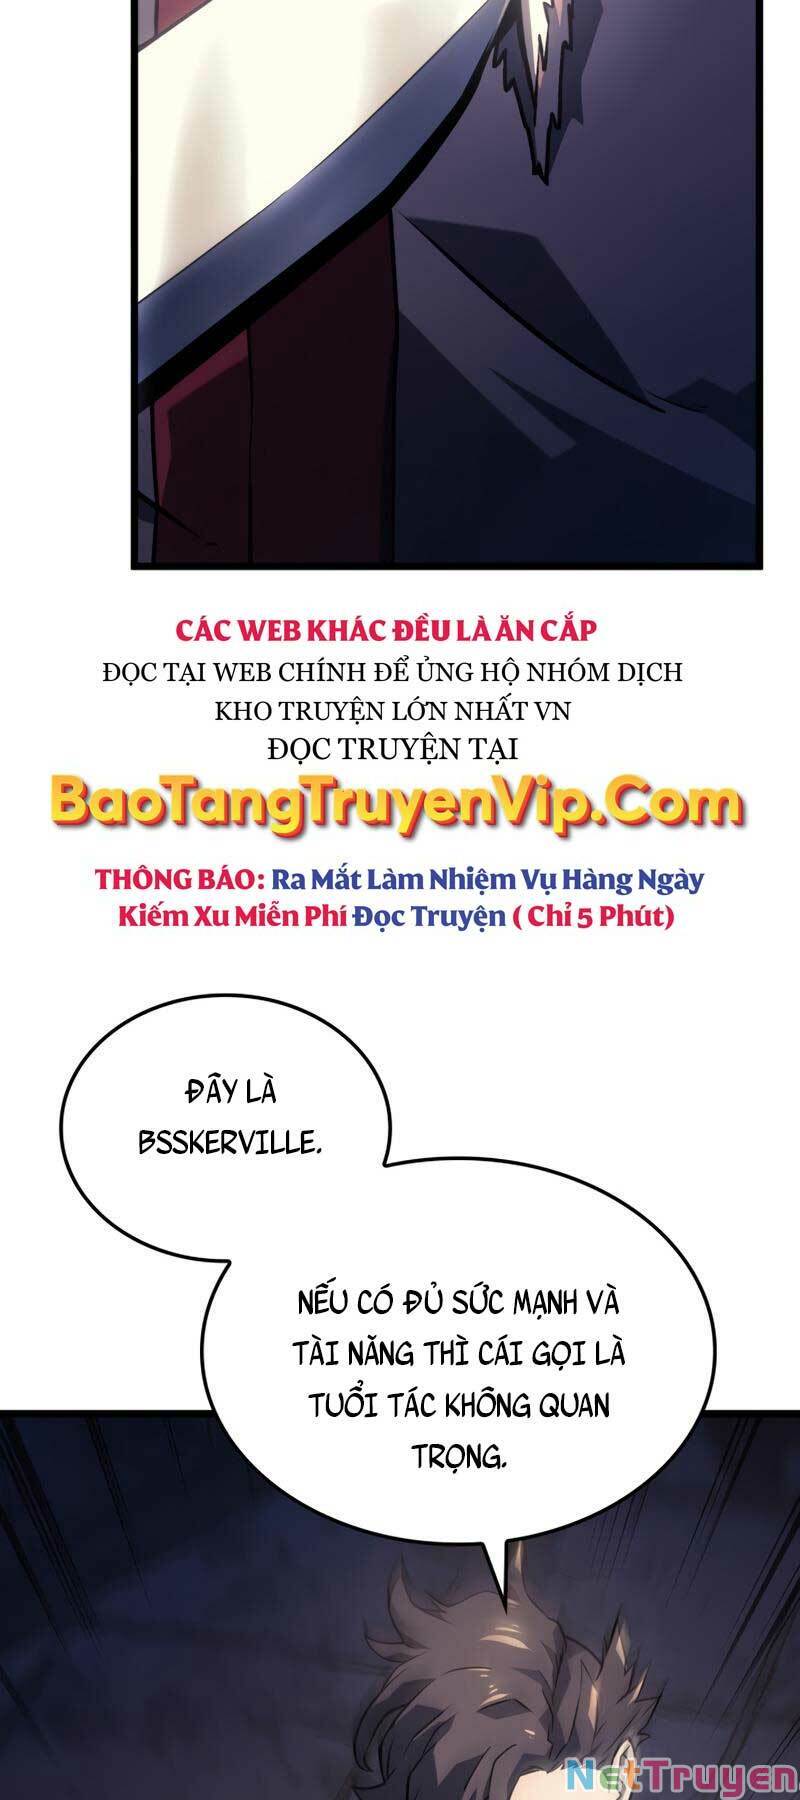 CÁC WEB KHÁC ĐỀU LÀ ĂN CẮP
ĐỌC TẠI WEB CHÍNH ĐỂ ỦNG HỘ NHÓM DỊCH
KHO TRUYỆN LỚN NHẤT VN
ĐỌC TRUYỆN TẠI
BaoTangTruyenVip.Com
THÔNG BÁO: Ra Mắt Làm Nhiệm Vụ Hàng Ngày
Kiếm Xu Miễn Phí Đọc Truyện ( Chỉ 5 Phút)
ĐÂY LÀ
BSSKERVILLE.
NẾU CÓ ĐỦ SỨC MẠNH VÀ
TÀI NĂNG THÌ CÁI GỌI LÀ
TUỔI TÁC KHÔNG QUAN
TRỌNG.
NetTruyen